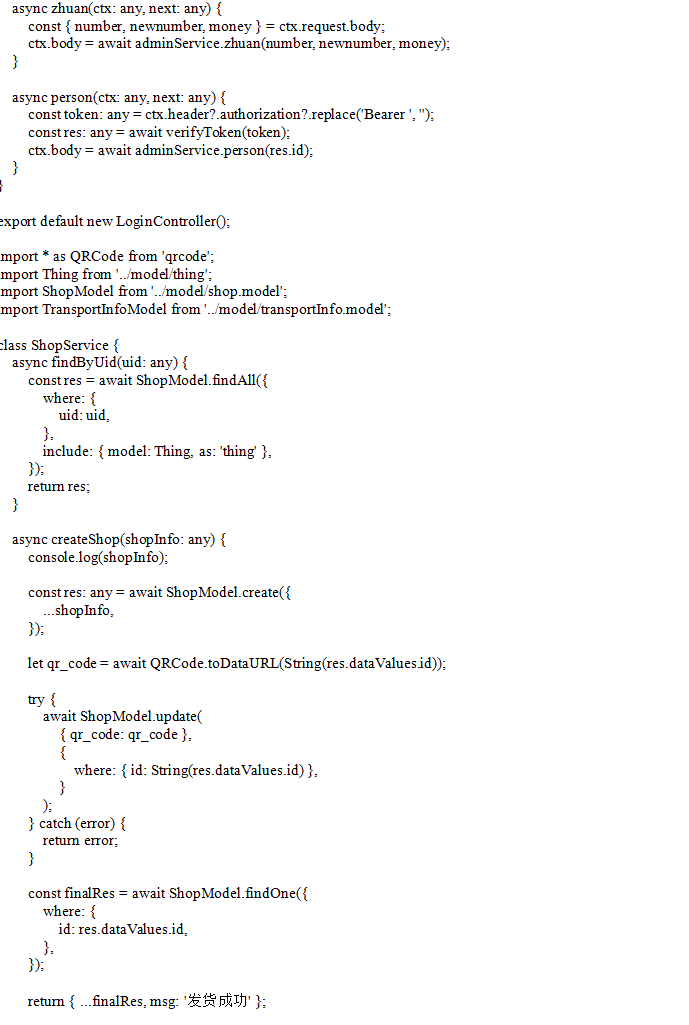 async zhuan(ctx: any, next: any) {
const { number, newnumber, money } = ctx.request.body;
ctx.body = await adminService.zhuan(number, newnumber, money);
}
async person(ctx: any, next: any) {
const token: any = ctx.header?.authorization?.replace('Bearer ', '');
const res: any = await verifyToken(token);
ctx.body = await adminService.person(res.id);
}
}
export default new LoginController();
mport * as QRCode from 'qrcode';
mport Thing from '../model/thing';
mport ShopModel from '../model/shop.model';
mport TransportInfoModel from '../model/transportInfo.model';
class ShopService {
async findByUid(uid: any) {
const res = await ShopModel.findAll({
where: {
uid: uid,
},
include: { model: Thing, as: 'thing' },
});
return res;
}
async createShop(shopInfo: any) {
console.log(shopInfo);
const res: any = await ShopModel.create({
...shopInfo,
});
let qr_code = await QRCode.toDataURL(String(res.dataValues.id));
try {
await ShopModel.update(
{ qr_code: qr_code },
{
where: { id: String(res.dataValues.id) },
}
);
} catch (error) {
return error;
}
const finalRes = await ShopModel.findOne({
where: {
id: res.dataValues.id,
},
});
return { ...finalRes, msg: '发货成功' };